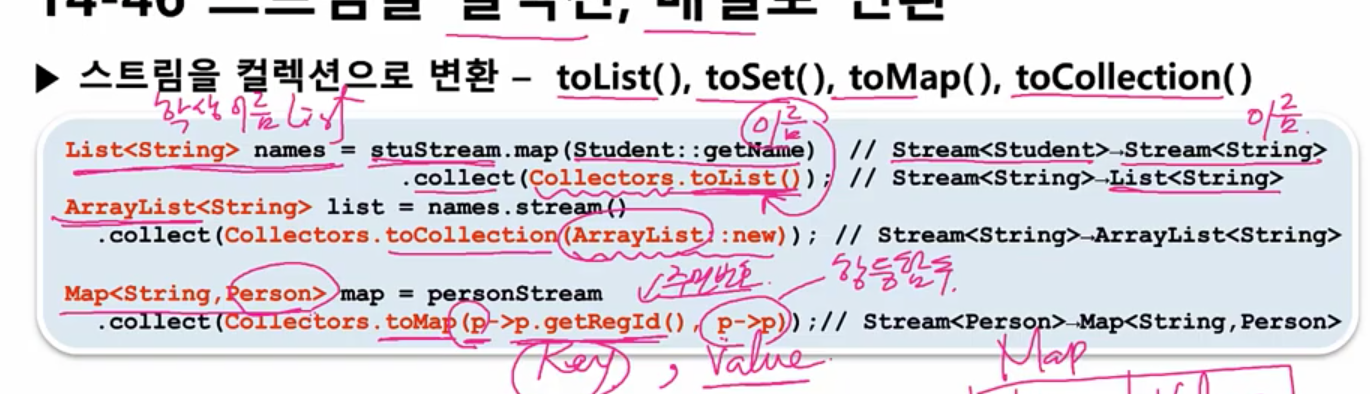 14-46 스트림을 컬렉션, 배열로 변환
▶ 스트림을 컬렉션으로 변환 – toList(), toSet(), toMap(), toCollection()
학생 이름 List
이름
이름
List<String> names = stuStream.map(Student::getName) // Stream<Student>→Stream<String>
.collect(Collectors.toList()); // Stream<String>→List<String>
ArrayList<String> list = names.stream()
.collect(Collectors.toCollection(ArrayList::new)); // Stream<String>→ArrayList<String>
주민번호
항등함수
Map<String,Person> map = personStream
.collect(Collectors.toMap(p->p.getRegId(), p->p));// Stream<Person>→Map<String,Person>
Key , Value
Map